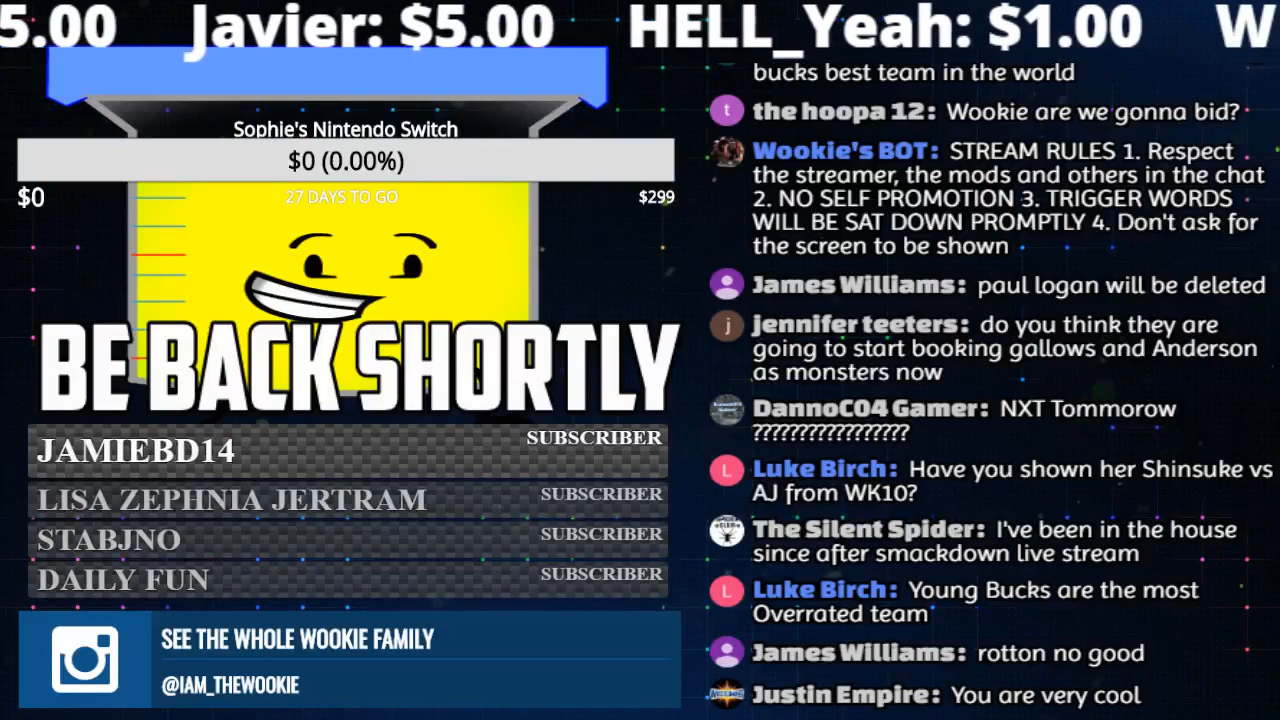 5.00 Javier: $5.00 HELL_Yeah: $1.00 W
Sophie's Nintendo Switch
$0 (0.00%)
$0 27 DAYS TO GO $299
BE BACK SHORTLY
JAMIEBD14 SUBSCRIBER
LISA ZEPHNIA JERTRAM SUBSCRIBER
STABJNO SUBSCRIBER
DAILY FUN SUBSCRIBER
SEE THE WHOLE WOOKIE FAMILY
@IAM_THEWOOKIE
bucks best team in the world
t the hoopa 12: Wookie are we gonna bid?
Wookie's BOT: STREAM RULES 1. Respect
the streamer, the mods and others in the chat
2. NO SELF PROMOTION 3. TRIGGER WORDS
WILL BE SAT DOWN PROMPTLY 4. Don't ask for
the screen to be shown
James Williams: paul logan will be deleted
j jennifer teeters: do you think they are
going to start booking gallows and Anderson
as monsters now
DannoC04 Gamer: NXT Tommorow
?????????????????
L Luke Birch: Have you shown her Shinsuke vs
AJ from WK10?
The Silent Spider: I've been in the house
since after smackdown live stream
L Luke Birch: Young Bucks are the most
Overrated team
James Williams: rotton no good
Justin Empire: You are very cool